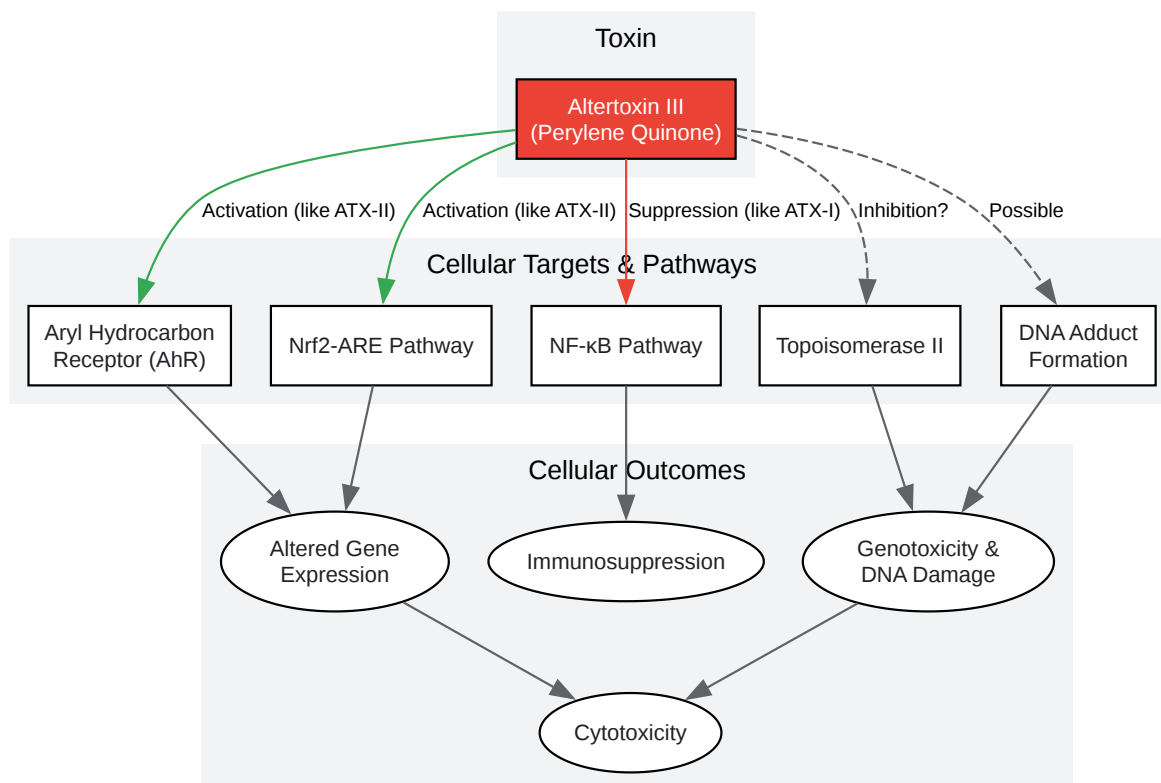 Toxin
Altertoxin III
(Perylene Quinone)
Activation (like ATX-II)
Activation (like ATX-II)
Suppression (like ATX-I)
Inhibition?
Possible
Cellular Targets & Pathways
Aryl Hydrocarbon
Receptor (AhR)
Nrf2-ARE Pathway
NF-κB Pathway
Topoisomerase II
DNA Adduct
Formation
Cellular Outcomes
Altered Gene
Expression
Immunosuppression
Genotoxicity &
DNA Damage
Cytotoxicity